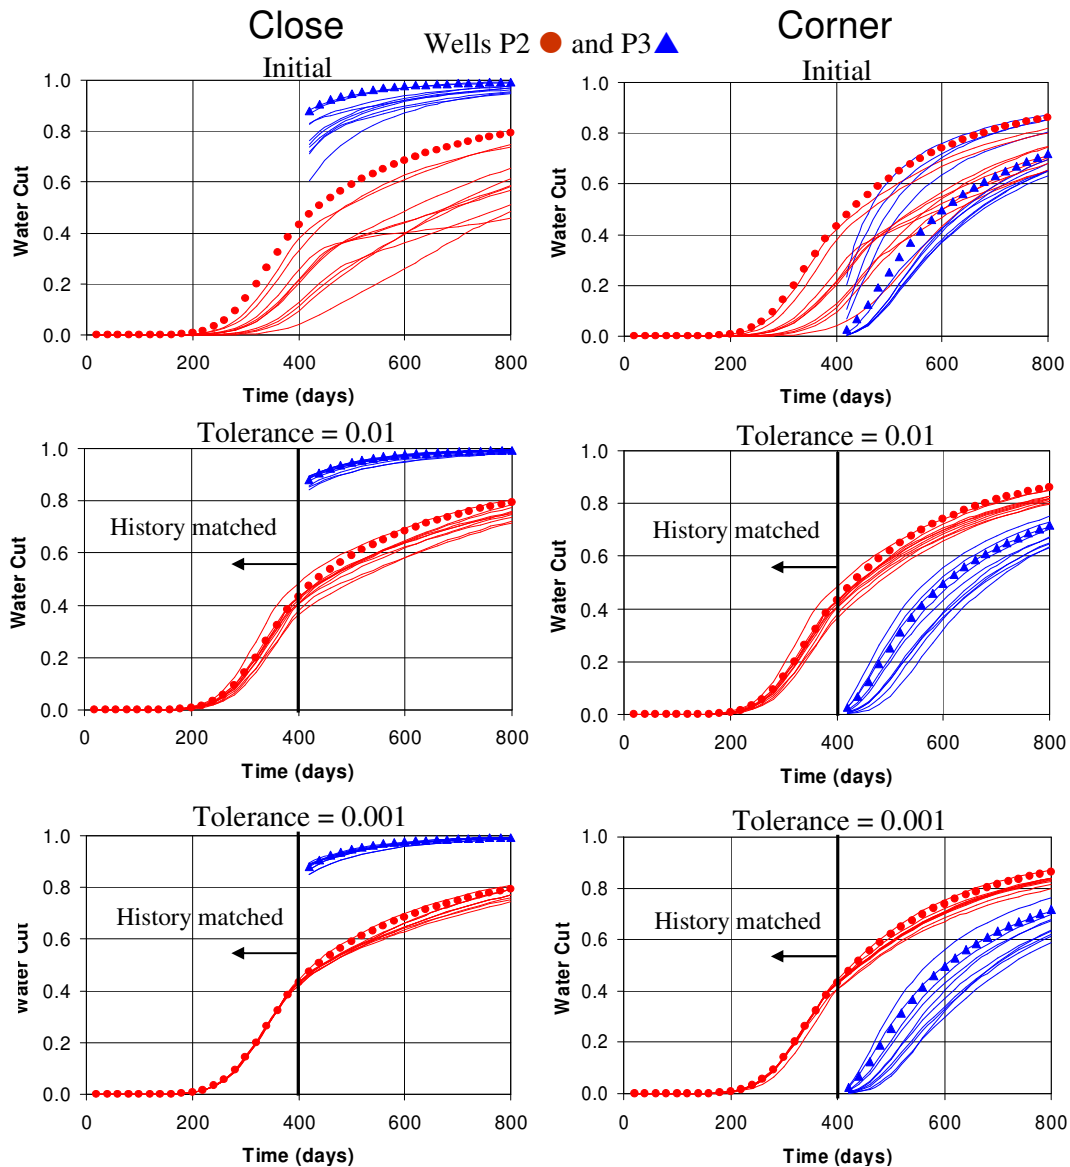 Close
Corner
Wells P2 and P3
Initial
Initial
1.0
0.8
0.6
0.4
0.2
0.0
Water Cut
0
200
400
600
800
Time (days)
1.0
0.8
0.6
0.4
0.2
0.0
Water Cut
0
200
400
600
800
Time (days)
Tolerance = 0.01
1.0
0.8
0.6
0.4
0.2
0.0
Water Cut
History matched
0
200
400
600
800
Time (days)
Tolerance = 0.01
1.0
0.8
0.6
0.4
0.2
0.0
Water Cut
History matched
0
200
400
600
800
Time (days)
Tolerance = 0.001
1.0
0.8
0.6
0.4
0.2
0.0
Water Cut
History matched
0
200
400
600
800
Time (days)
Tolerance = 0.001
1.0
0.8
0.6
0.4
0.2
0.0
Water Cut
History matched
0
200
400
600
800
Time (days)